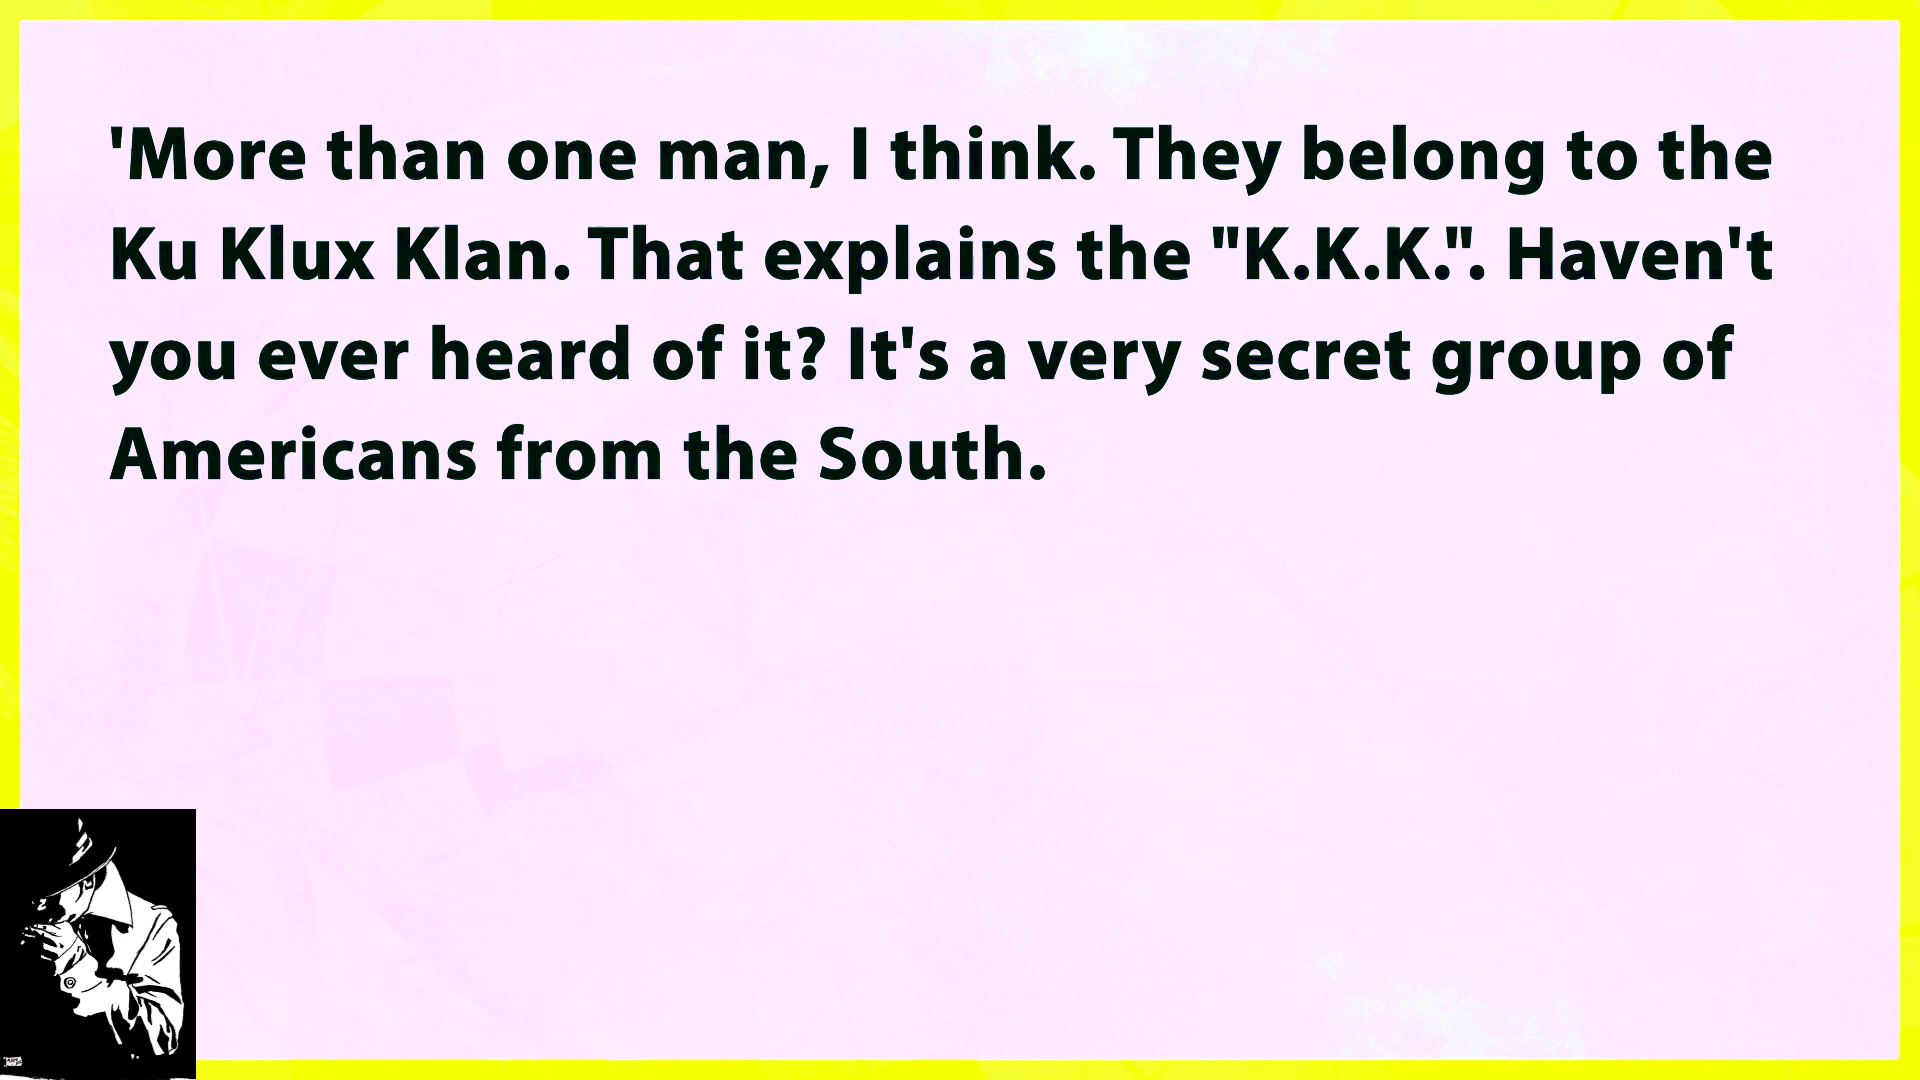 'More than one man, I think. They belong to the
Ku Klux Klan. That explains the "K.K.K.". Haven't
you ever heard of it? It's a very secret group of
Americans from the South.